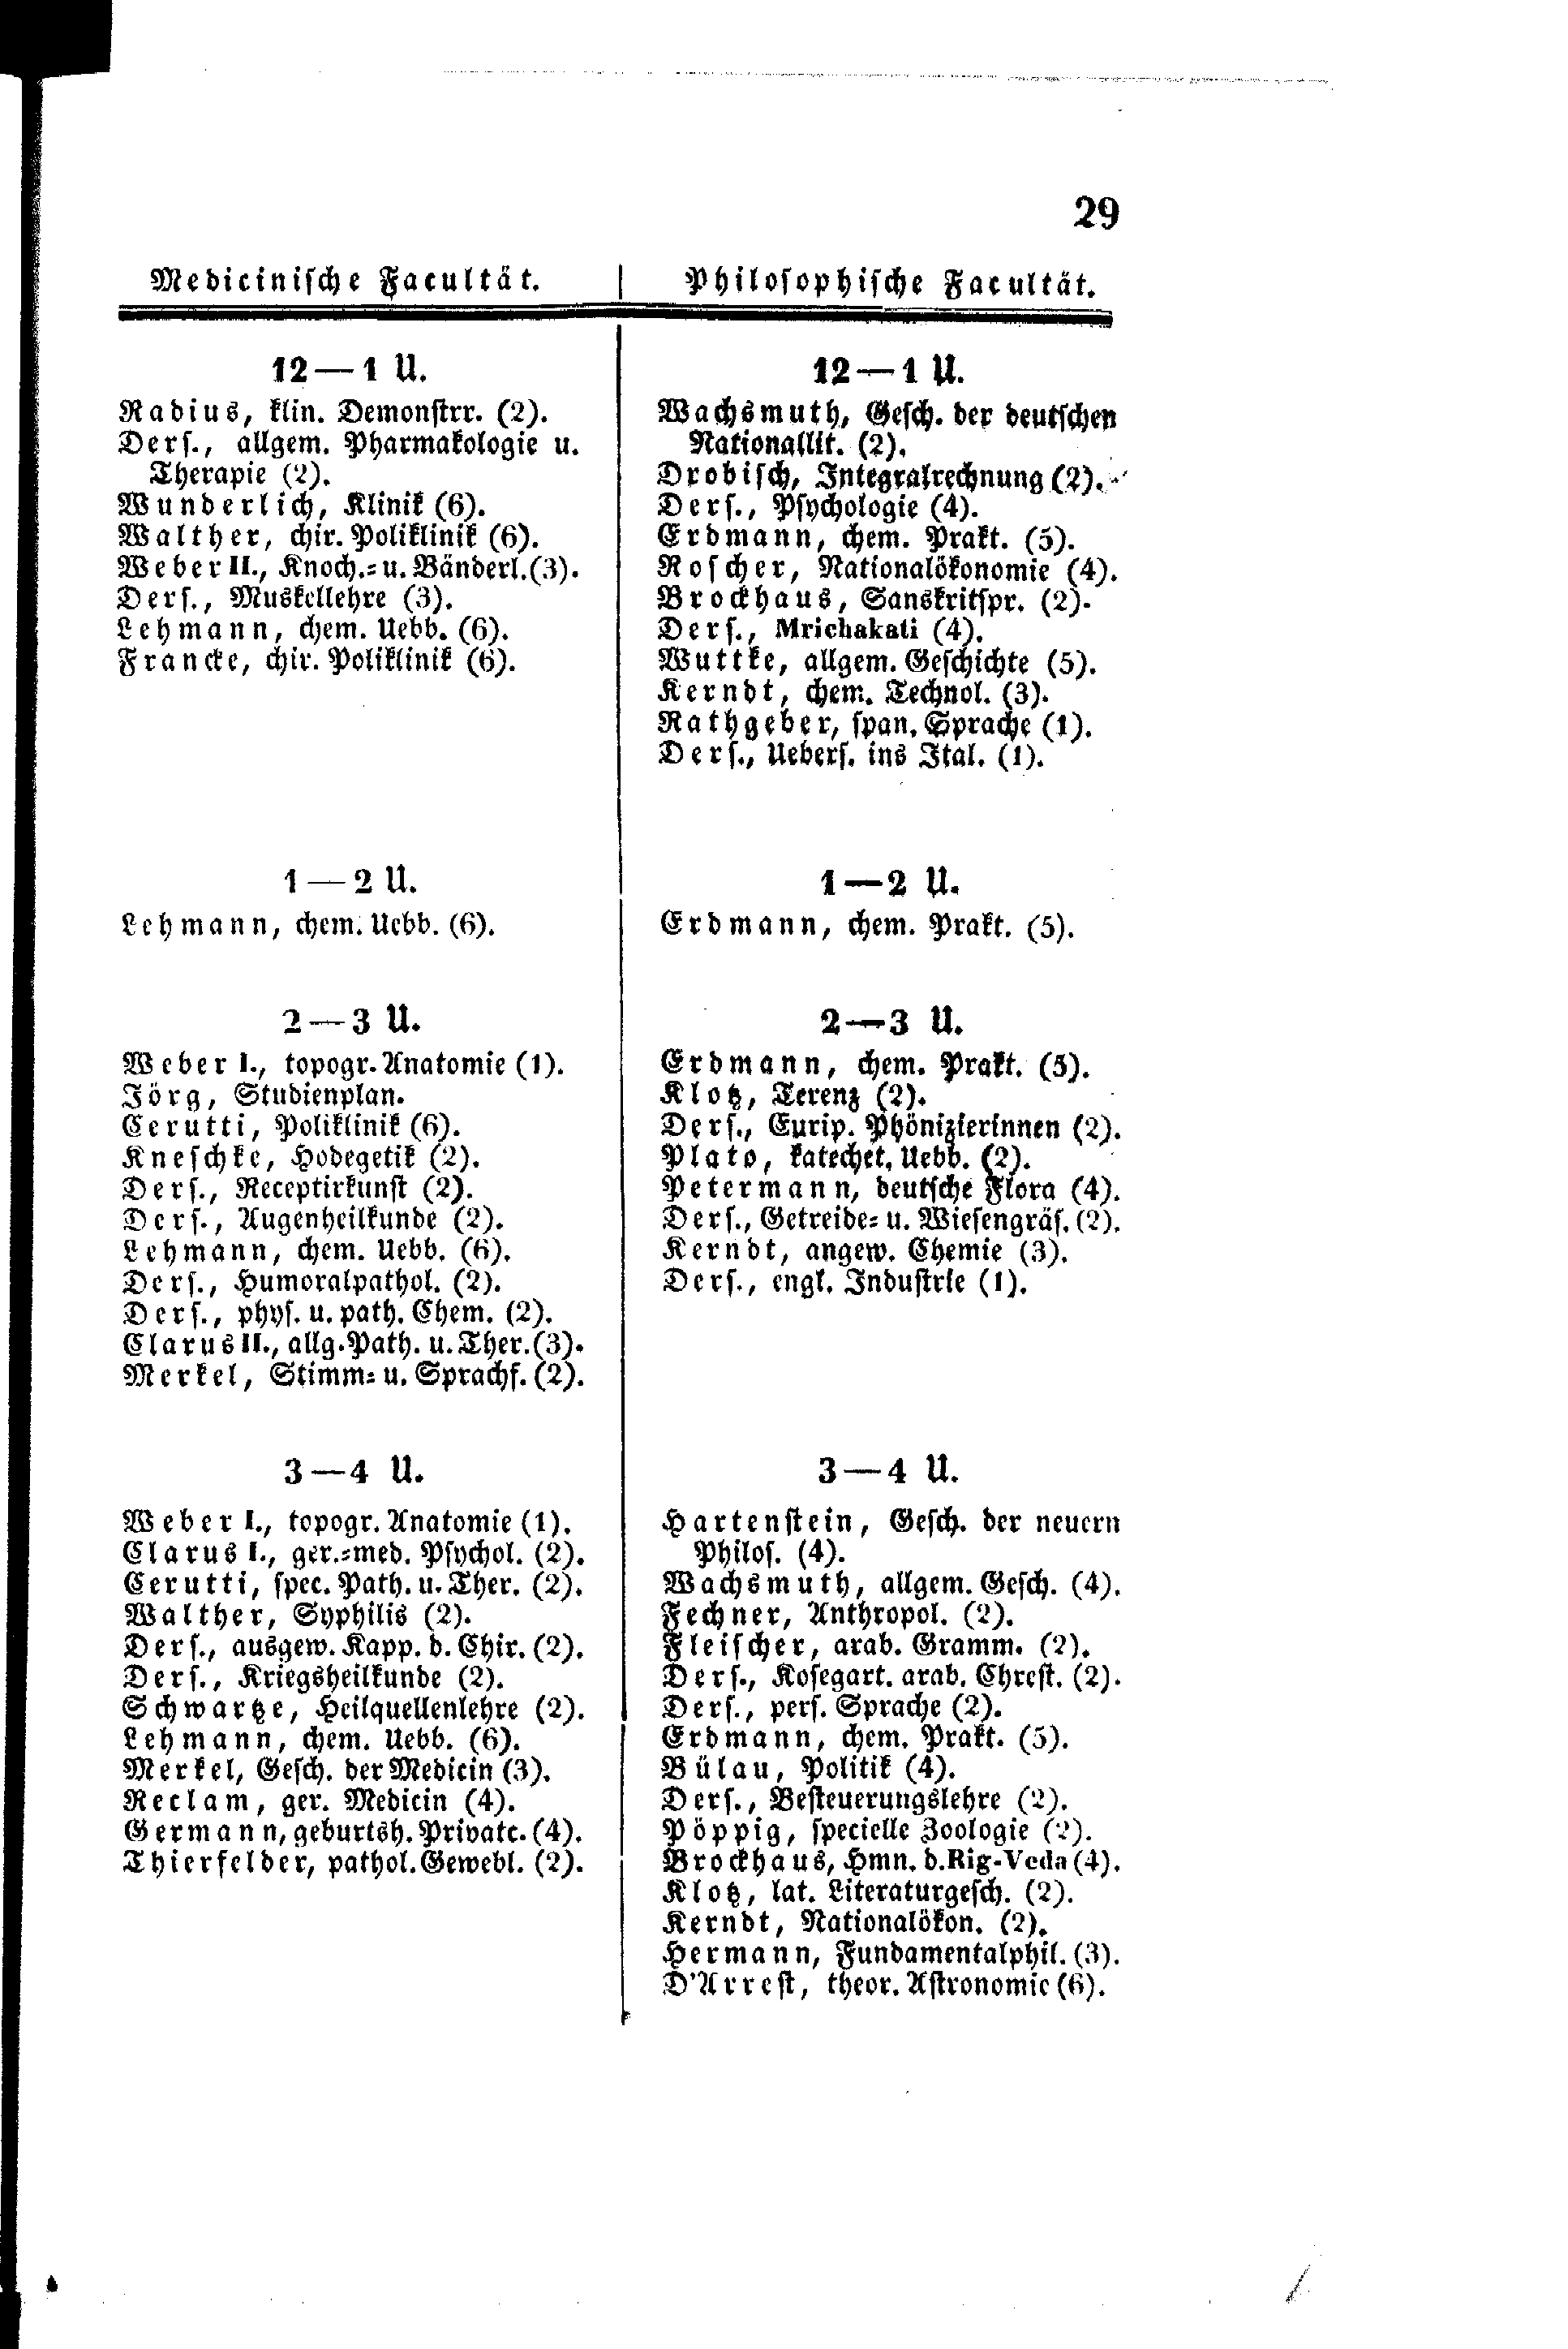 29
Medicinische Facultät.
12—1 U.
Radius, klin. Demonstrr. (2).
Ders., allgem. Pharmakologie u.
Therapie (2).
Wunderlich, Klinik (6).
Walther, chir. Poliklinik (6).
Weber II., Knoch.- u. Bänderl. (3).
Ders., Muskellehre (3).
Lehmann, chem. Uebb. (6).
Francke, chir. Poliklinik (6).
1—2 U.
Lehmann, chem. Uebb. (6).
2—3 U.
Weber I., topogr. Anatomie (1).
Jörg, Studienplan.
Cerutti, Poliklinik (6).
Kneschke, Hodegetik (2).
Ders., Receptirkunst (2).
Ders., Augenheilkunde (2).
Lehmann, chem. Uebb. (6).
Ders., Humoralpathol. (2).
Ders., phys. u. path. Chem. (2).
Clarus II., allg. Path. u. Ther. (3).
Merkel, Stimm- u. Sprachf. (2).
3—4 U.
Weber I., topogr. Anatomie (1).
Clarus I., ger.-med. Psychol. (2).
Cerutti, spec. Path. u. Ther. (2).
Walther, Syphilis (2).
Ders., ausgew. Kapp. d. Chir. (2).
Ders., Kriegsheilkunde (2).
Schwartze, Heilquellenlehre (2).
Lehmann, chem. Uebb. (6).
Merkel, Gesch. der Medicin (3).
Reclam, ger. Medicin (4).
Germann, geburtsh. Privatc. (4).
Thierfelder, pathol. Gewebl. (2).
Philosophische Facultät.
12—1 U.
Wachsmuth, Gesch. der deutschen
Nationallit. (2).
Drobisch, Integralrechnung (2).
Ders., Psychologie (4).
Erdmann, chem. Prakt. (5).
Roscher, Nationalökonomie (4).
Brockhaus, Sanskritspr. (2).
Ders., Mrichakati (4).
Wuttke, allgem. Geschichte (5).
Kerndt, chem. Technol. (3).
Rathgeber, span. Sprache (1).
Ders., Uebers. ins Ital. (1).
1—2 U.
Erdmann, chem. Prakt. (5).
2—3 U.
Erdmann, chem. Prakt. (5).
Klotz, Terenz (2).
Ders., Eurip. Phönizierinnen (2).
Plato, katechet. Uebb. (2).
Petermann, deutsche Flora (4).
Ders., Getreide- u. Wiesengräs. (2).
Kerndt, angew. Chemie (3).
Ders., engl. Industrie (1).
3—4 U.
Hartenstein, Gesch. der neuern
Philos. (4).
Wachsmuth, allgem. Gesch. (4).
Fechner, Anthropol. (2).
Fleischer, arab. Gramm. (2).
Ders., Kosegart. arab. Chrest. (2).
Ders., pers. Sprache (2).
Erdmann, chem. Prakt. (5).
Bülau, Politik (4).
Ders., Besteuerungslehre (2).
Pöppig, specielle Zoologie (2).
Brockhaus, Hmn. d. Rig-Veda (4).
Klotz, lat. Literaturgesch. (2).
Kerndt, Nationalökon. (2).
Hermann, Fundamentalphil. (3).
D'Arrest, theor. Astronomie (6).